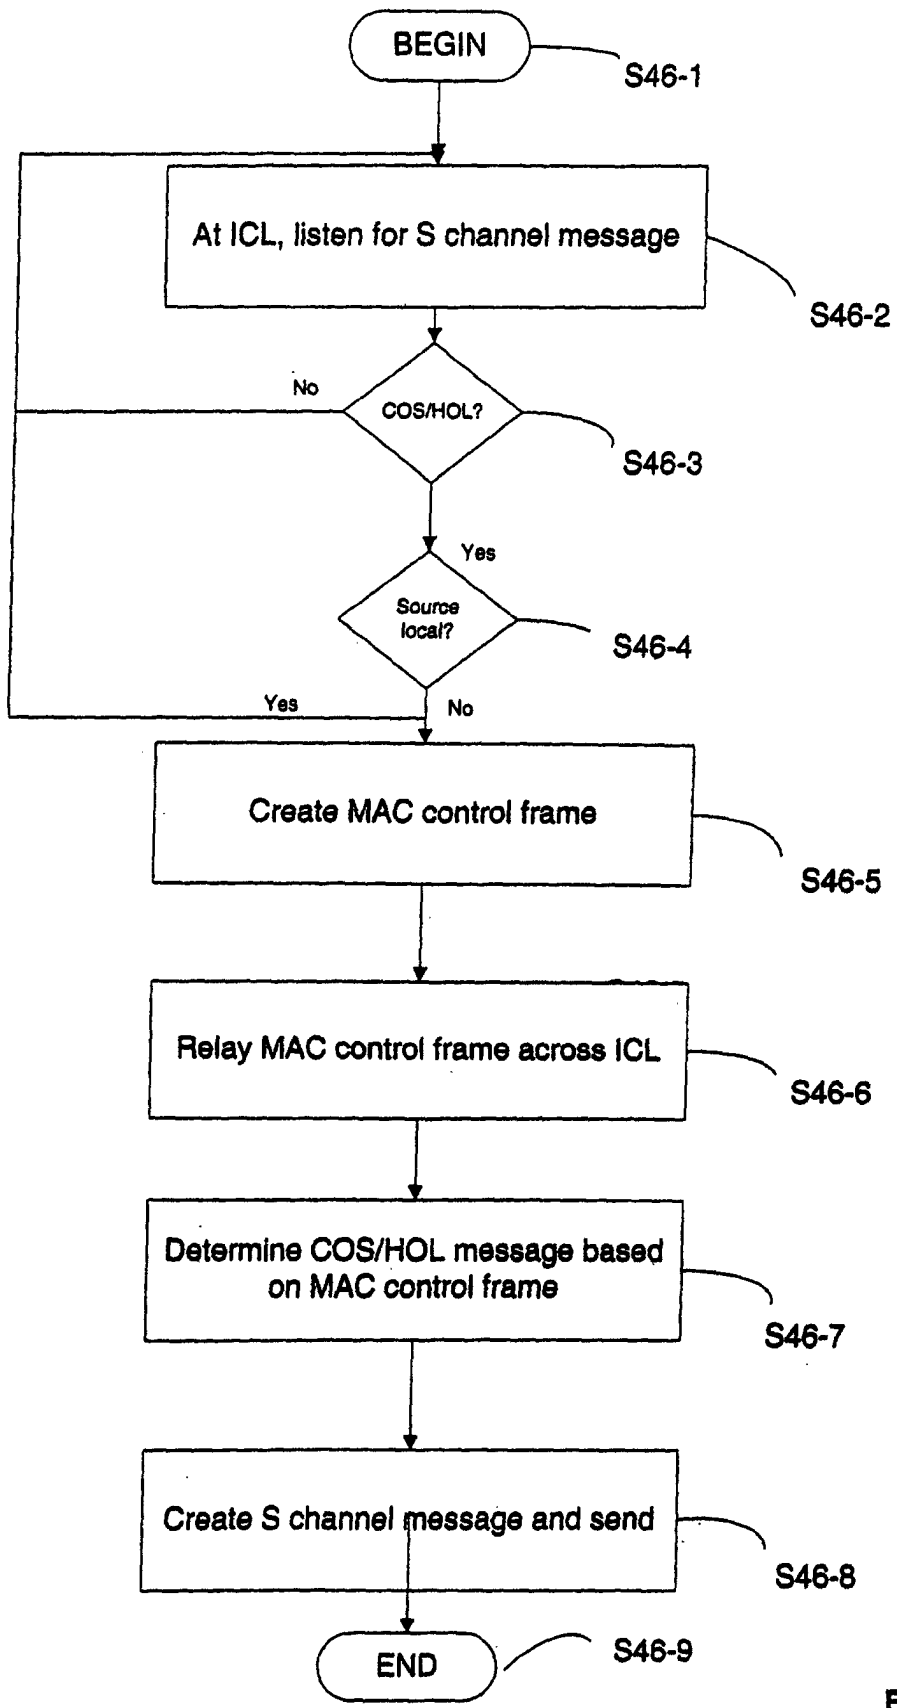 BEGIN
S46-1
At ICL, listen for S channel message
S46-2
No
COS/HOL?
S46-3
Yes
Source
local?
S46-4
Yes
No
Create MAC control frame
S46-5
Relay MAC control frame across ICL
S46-6
Determine COS/HOL message based
on MAC control frame
S46-7
Create S channel message and send
S46-8
END
S46-9